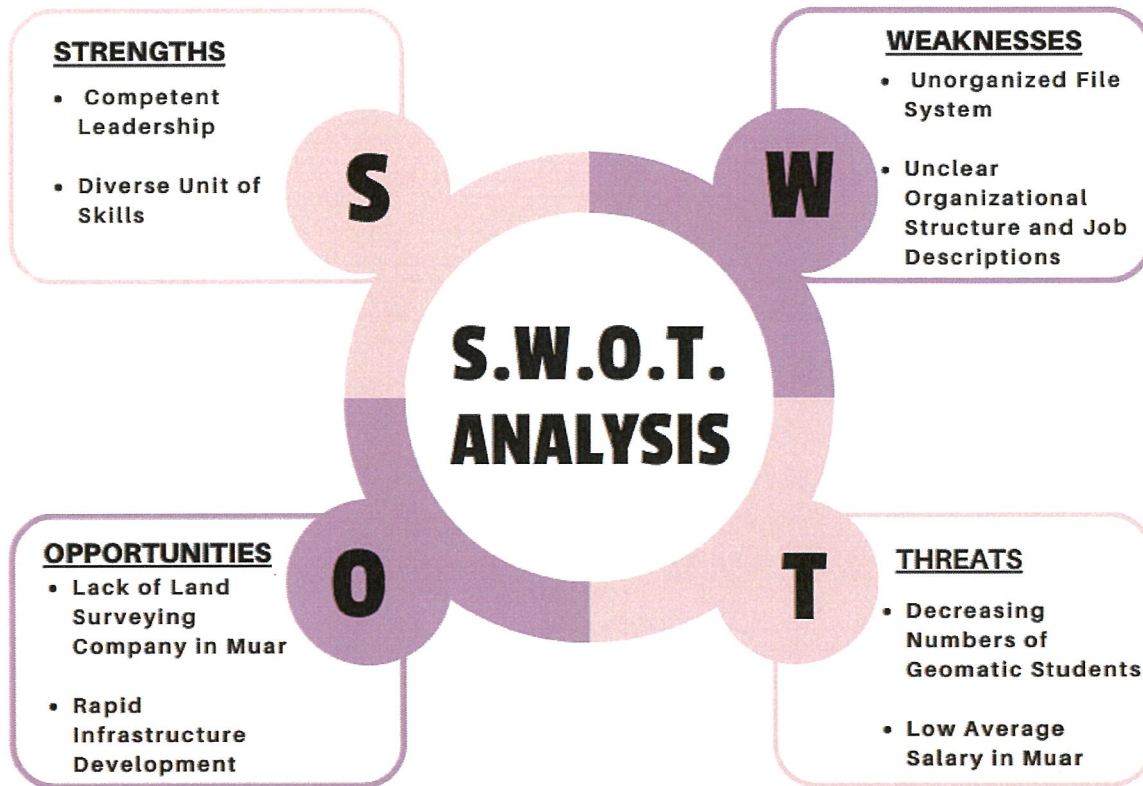 STRENGTHS
• Competent
Leadership
• Diverse Unit of
Skills
S
WEAKNESSES
• Unorganized File
System
• Unclear
Organizational
Structure and Job
Descriptions
W
S.W.O.T.
ANALYSIS
OPPORTUNITIES
• Lack of Land
Surveying
Company in Muar
• Rapid
Infrastructure
Development
O
THREATS
• Decreasing
Numbers of
Geomatic Students
• Low Average
Salary in Muar
T